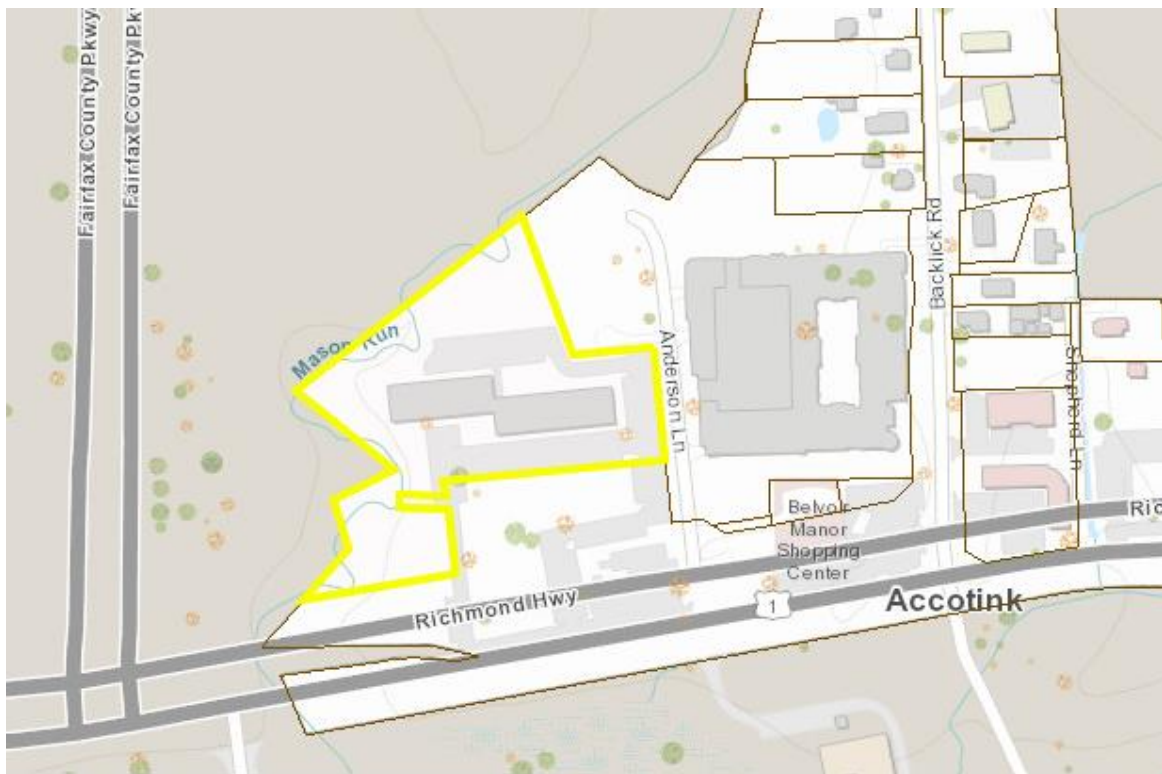 Fairfax County Pkwy
Fairfax County Pkwy
Backlick Rd
Mason Run
Anderson Ln
Shepherd Ln
Belvoir
Manor
Shopping
Center
Ric
Richmond Hwy
1
Accotink